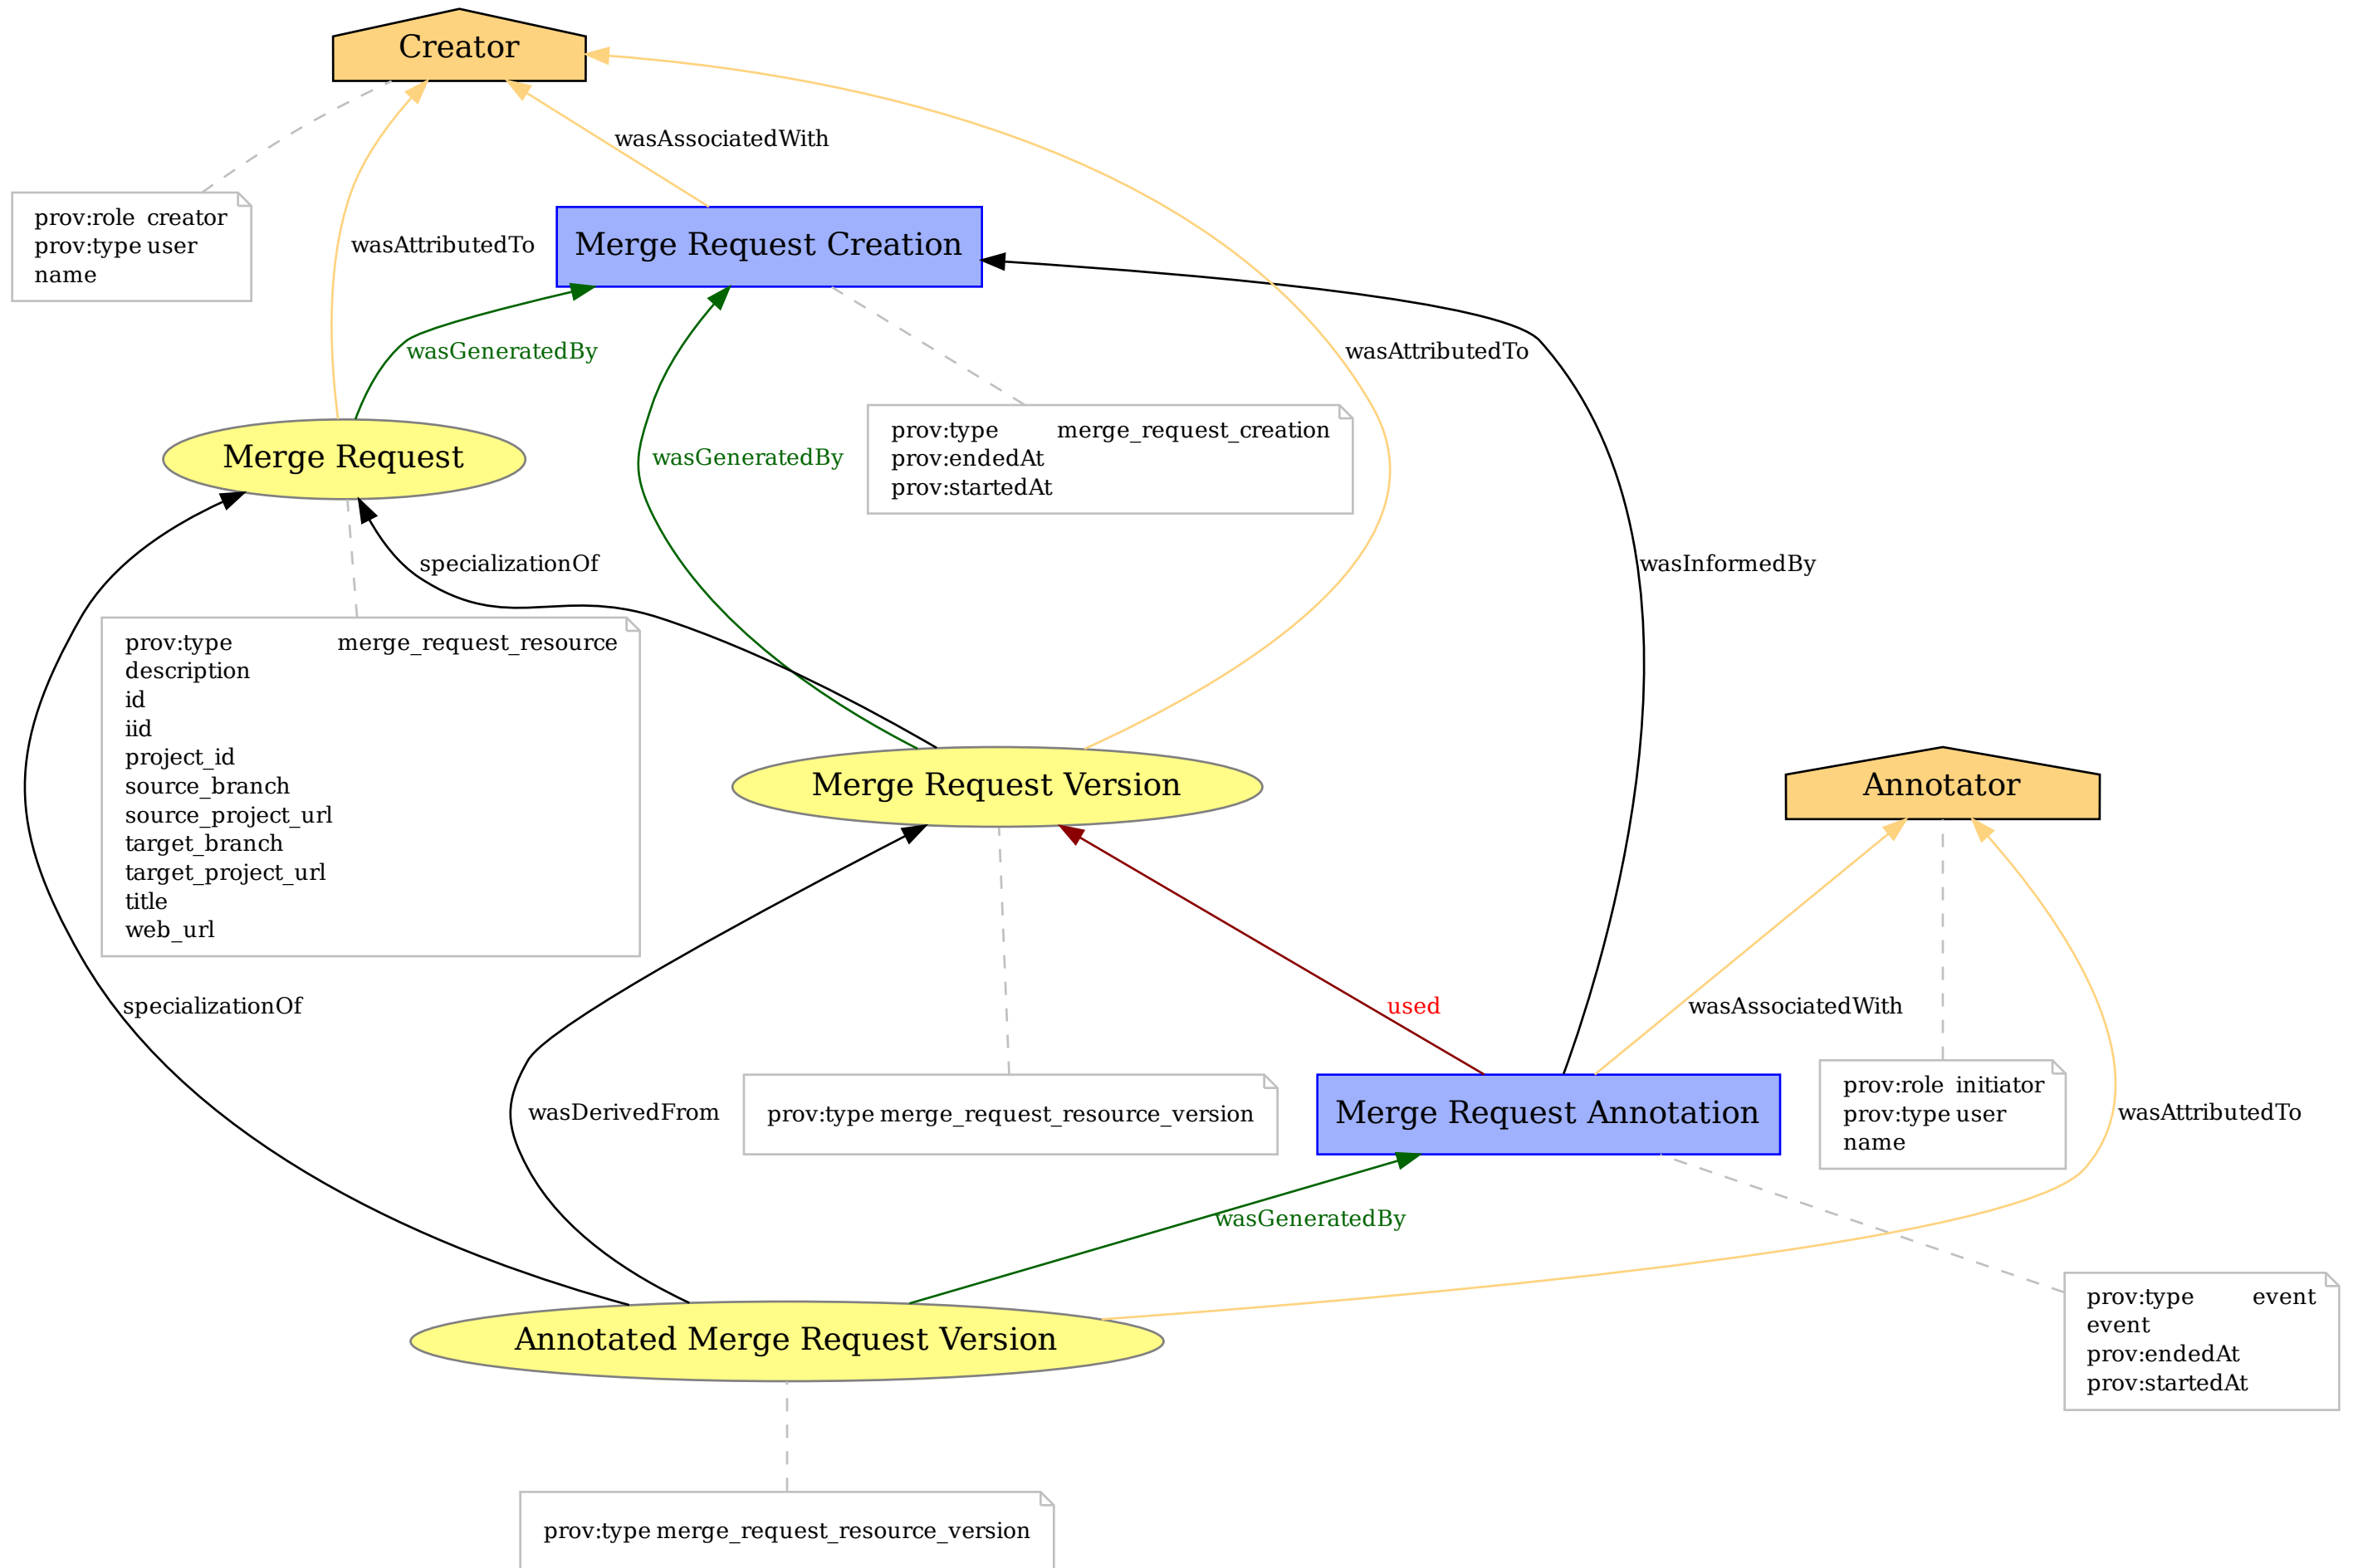 Creator
wasAssociatedWith
prov:role creator
prov:type user
name
wasAttributedTo
Merge Request Creation
wasGeneratedBy
wasAttributedTo
Merge Request
wasGeneratedBy
prov:type merge_request_creation
prov:endedAt
prov:startedAt
specializationOf
wasInformedBy
prov:type merge_request_resource
description
id
iid
project_id
source_branch
source_project_url
target_branch
target_project_url
title
web_url
Merge Request Version
Annotator
specializationOf
used
wasAssociatedWith
wasDerivedFrom
prov:type merge_request_resource_version
Merge Request Annotation
prov:role initiator
prov:type user
name
wasAttributedTo
wasGeneratedBy
Annotated Merge Request Version
prov:type event
event
prov:endedAt
prov:startedAt
prov:type merge_request_resource_version